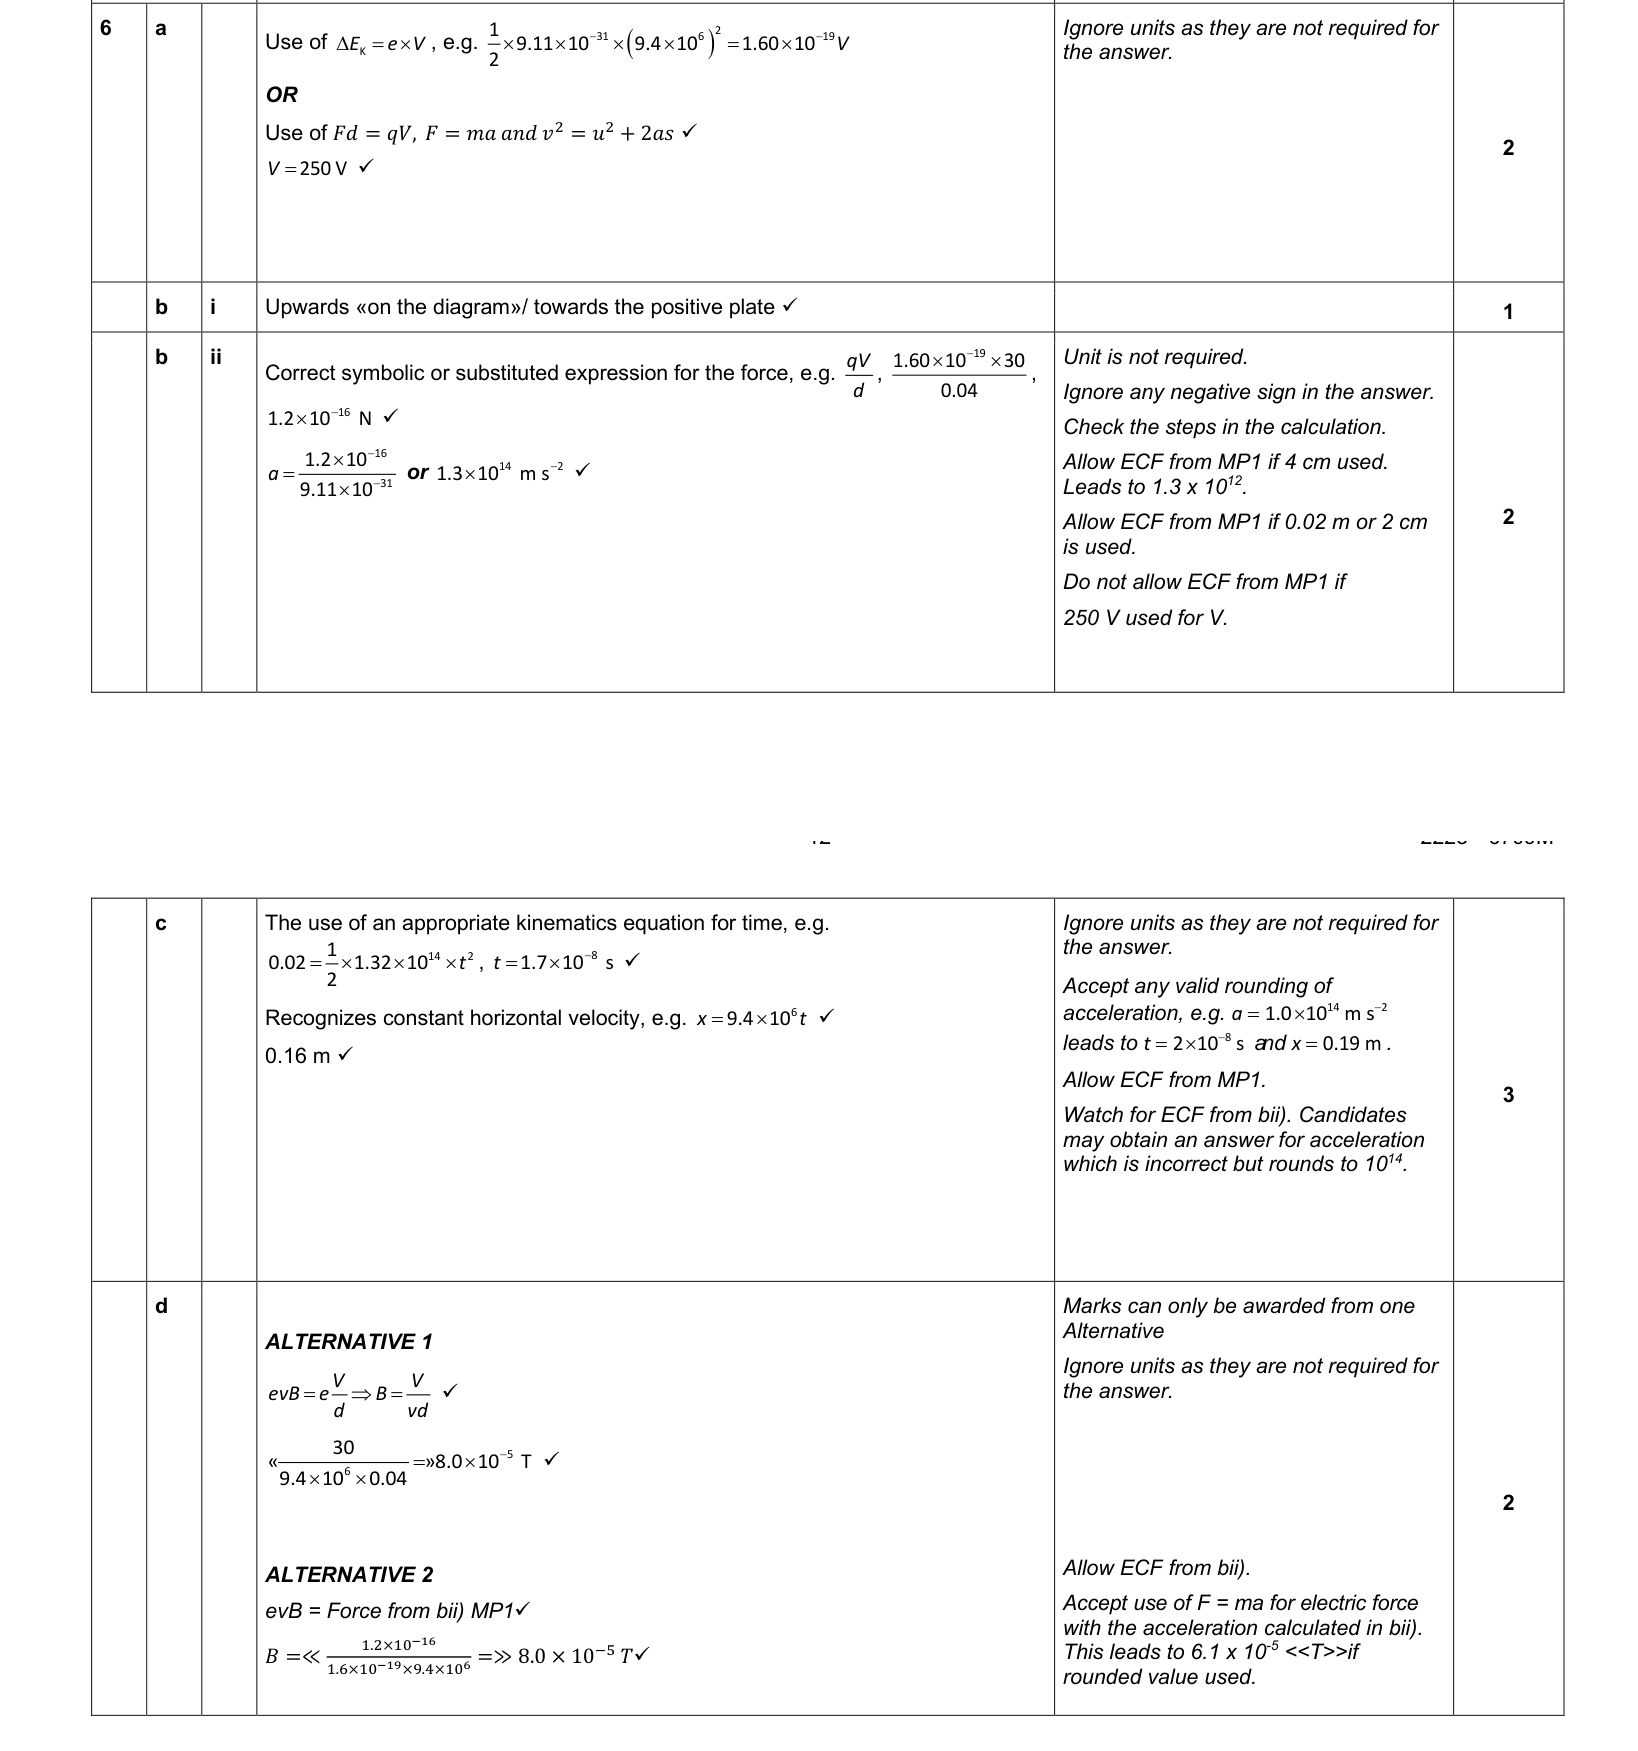 6 a Use of ΔE_K = e×V , e.g. 1/2 ×9.11×10^−31 ×(9.4×10^6)^2 =1.60×10^−19 V
Ignore units as they are not required for
the answer.
OR
Use of Fd = qV, F = ma and v^2 = u^2 + 2as ✓
V = 250 V ✓
2
b i Upwards «on the diagram»/ towards the positive plate ✓ 1
b ii Correct symbolic or substituted expression for the force, e.g. qV/d , 1.60×10^−19 ×30/0.04 ,
1.2×10^−16 N ✓
a = 1.2×10^−16/9.11×10^−31 or 1.3×10^14 m s^−2 ✓
Unit is not required.
Ignore any negative sign in the answer.
Check the steps in the calculation.
Allow ECF from MP1 if 4 cm used.
Leads to 1.3 x 10^12.
Allow ECF from MP1 if 0.02 m or 2 cm
is used.
Do not allow ECF from MP1 if
250 V used for V.
2
c The use of an appropriate kinematics equation for time, e.g.
0.02 = 1/2 ×1.32×10^14 ×t^2 , t =1.7×10^−8 s ✓
Recognizes constant horizontal velocity, e.g. x = 9.4×10^6 t ✓
0.16 m ✓
Ignore units as they are not required for
the answer.
Accept any valid rounding of
acceleration, e.g. a = 1.0×10^14 m s^−2
leads to t = 2×10^−8 s and x = 0.19 m .
Allow ECF from MP1.
Watch for ECF from bii). Candidates
may obtain an answer for acceleration
which is incorrect but rounds to 10^14.
3
d
ALTERNATIVE 1
evB = e V/d ⇒ B = V/vd ✓
« 30/9.4×10^6 ×0.04 =»8.0×10^−5 T ✓
Marks can only be awarded from one
Alternative
Ignore units as they are not required for
the answer.
2
ALTERNATIVE 2
evB = Force from bii) MP1✓
B =≪ 1.2×10^−16/1.6×10^−19×9.4×10^6 =≫ 8.0 × 10^−5 T✓
Allow ECF from bii).
Accept use of F = ma for electric force
with the acceleration calculated in bii).
This leads to 6.1 x 10^-5 <<T>>if
rounded value used.